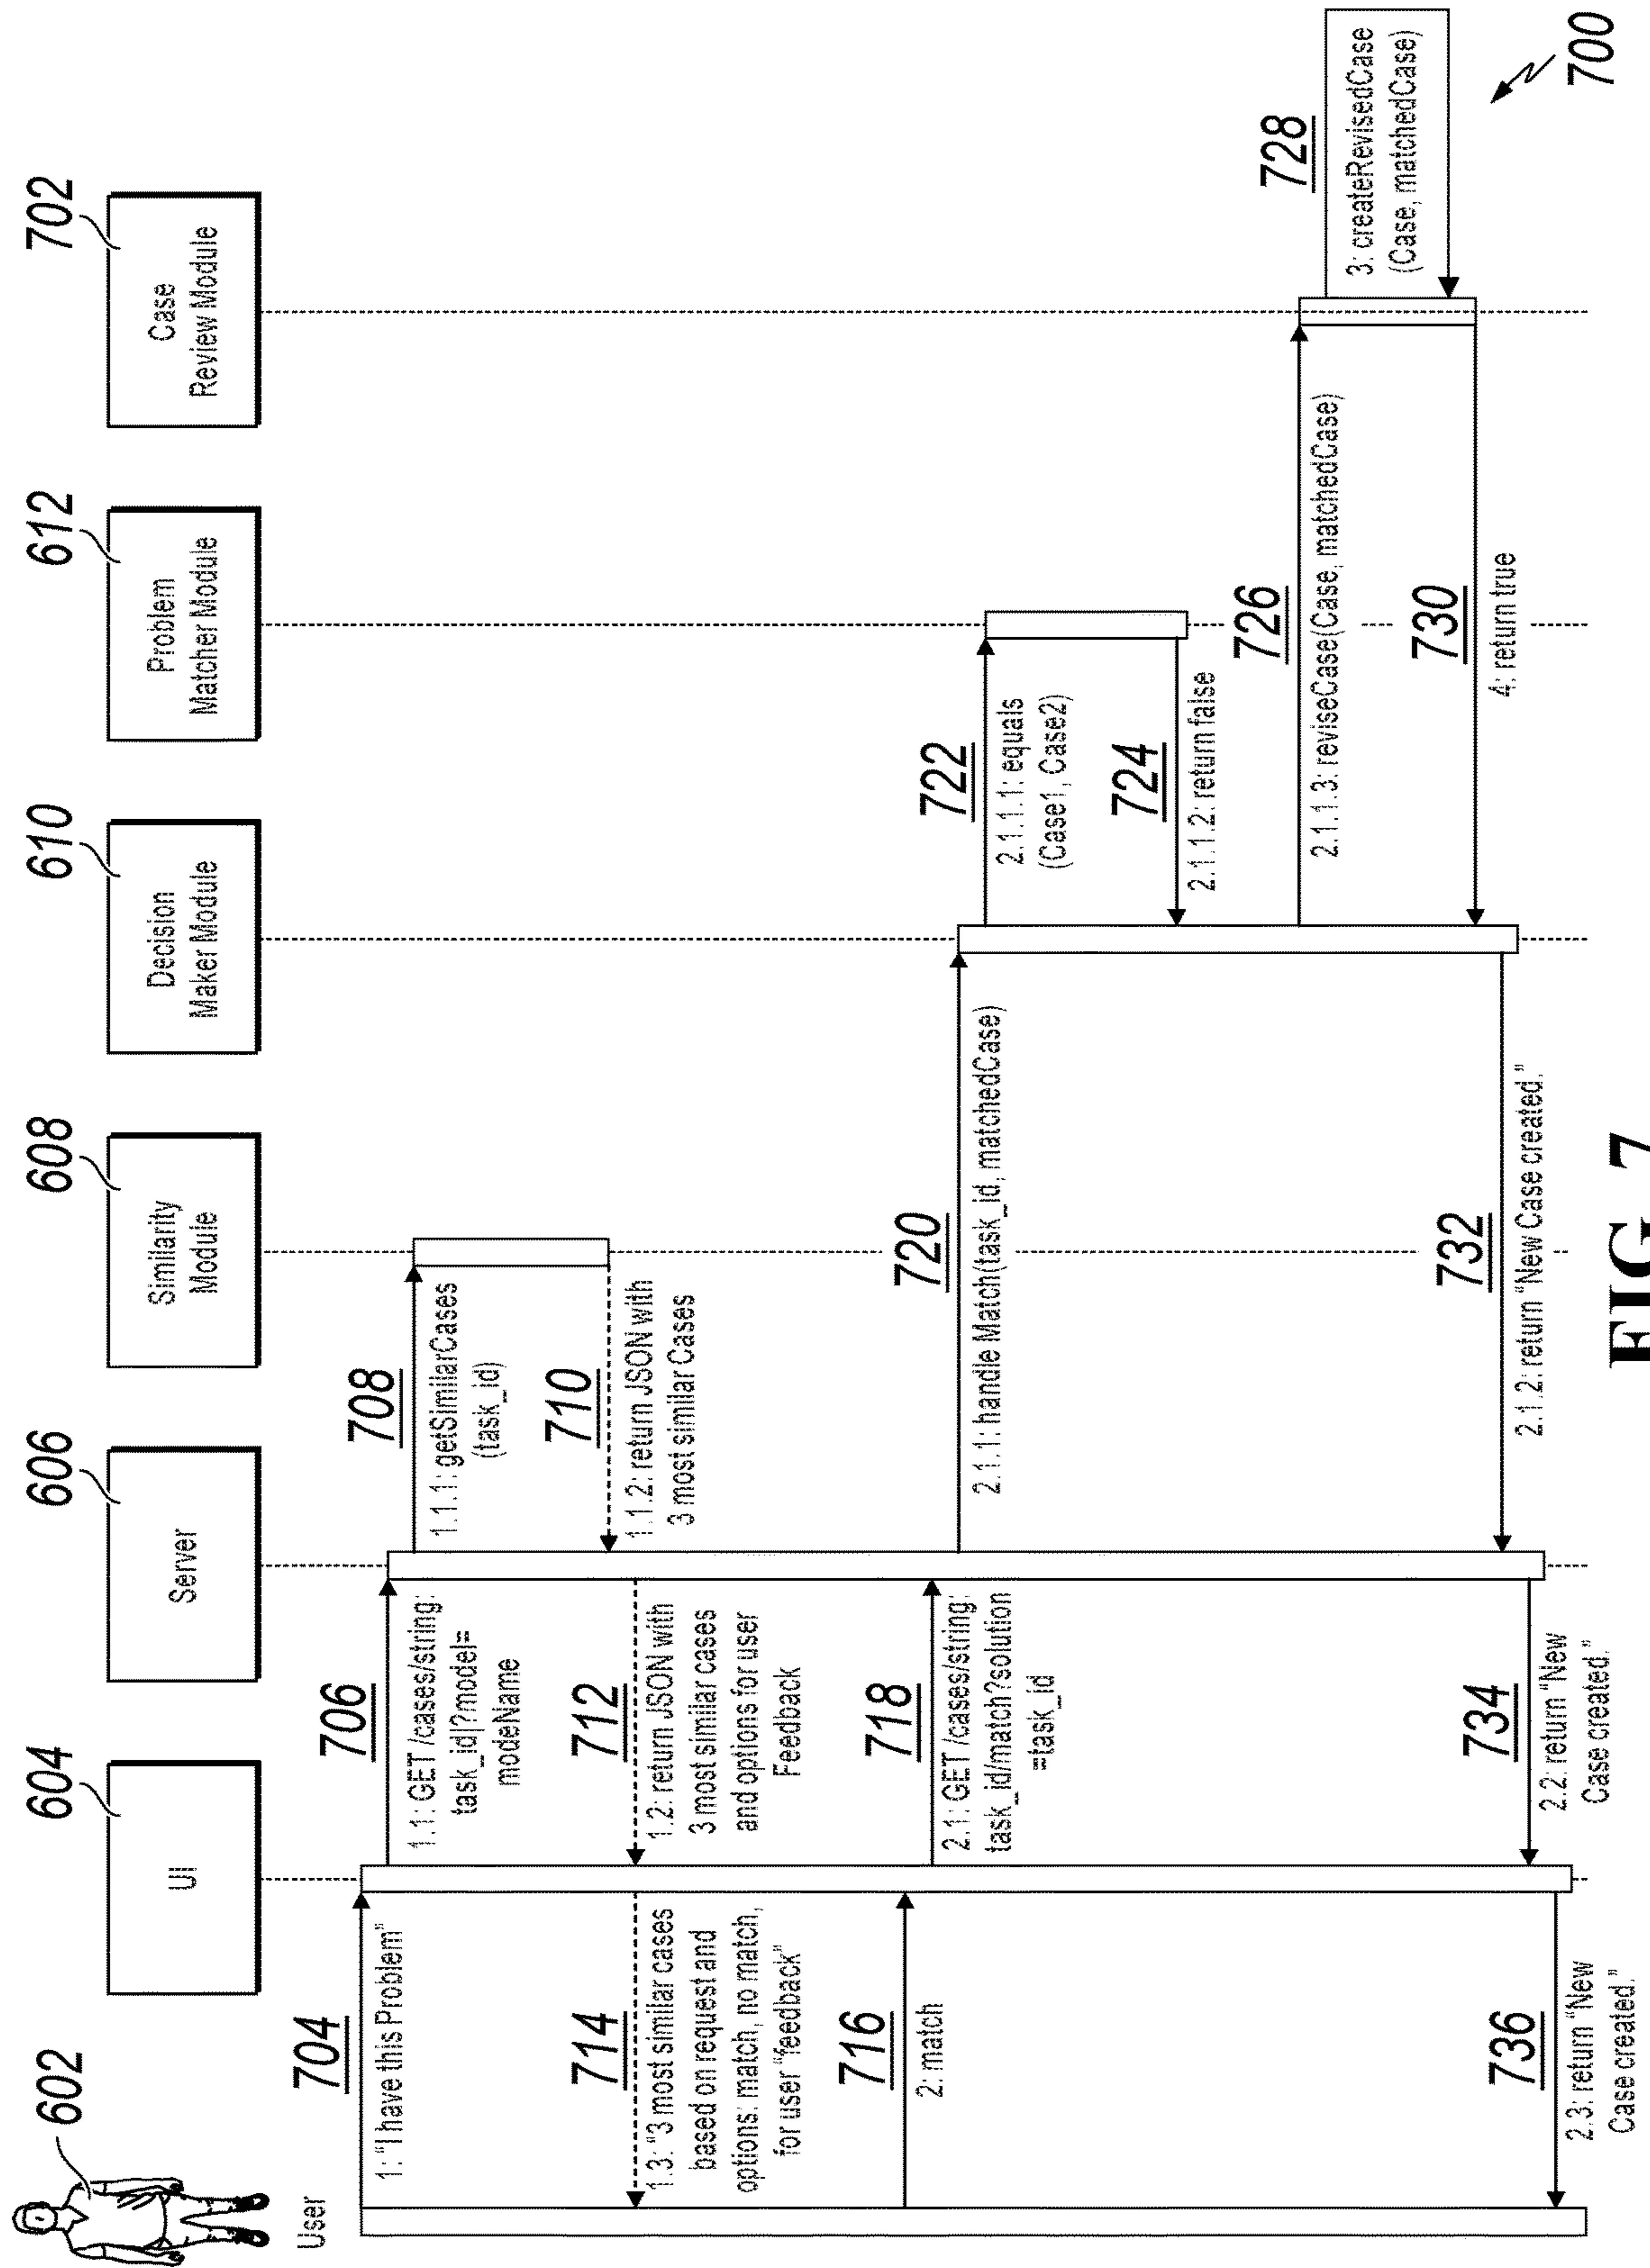 602
User
604
UI
606
Server
608
Similarity
Module
610
Decision
Maker Module
612
Problem
Matcher Module
702
Case
Review Module
704
1: "I have this Problem"
706
1.1: GET /cases/string:
task_id|?model=
modeName
708
1.1.1: getSimilarCases
(task_id)
710
1.1.2: return JSON with
3 most similar Cases
712
1.2: return JSON with
3 most similar cases
and options for user
Feedback
714
1.3: "3 most similar cases
based on request and
options: match, no match,
for user "feedback"
716
2: match
718
2.1: GET /cases/string:
task_id/match?solution
=task_id
720
2.1.1: handle Match(task_id, matchedCase)
722
2.1.1.1: equals
(Case1, Case2)
724
2.1.1.2: return false
726
2.1.1.3: reviseCase(Case, matchedCase)
728
3: createRevisedCase
(Case, matchedCase)
730
4: return true
732
2.1.2: return "New Case created."
734
2.2: return "New
Case created."
736
2.3: return "New
Case created."
700
FIG. 7